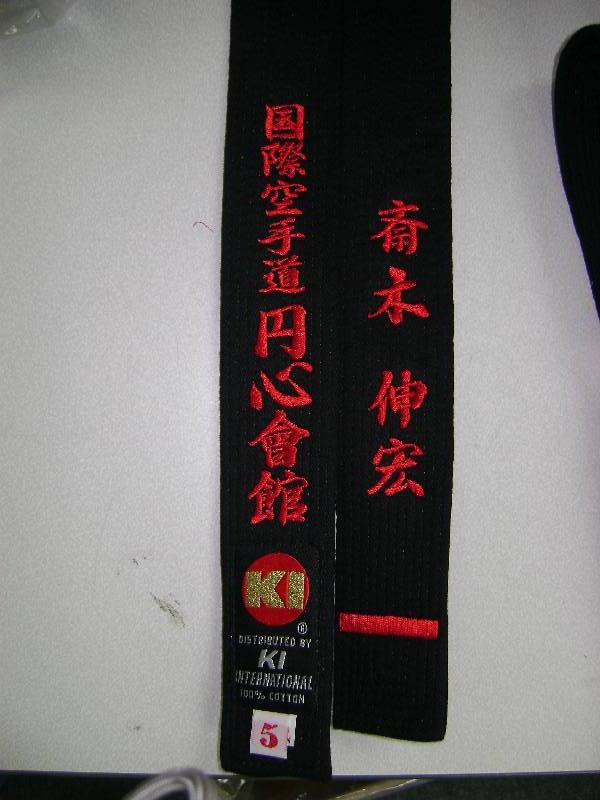 国際空手道円心會館
斎木 伸宏
KI
®
DISTRIBUTED BY
KI
INTERNATIONAL
100% COTTON
5